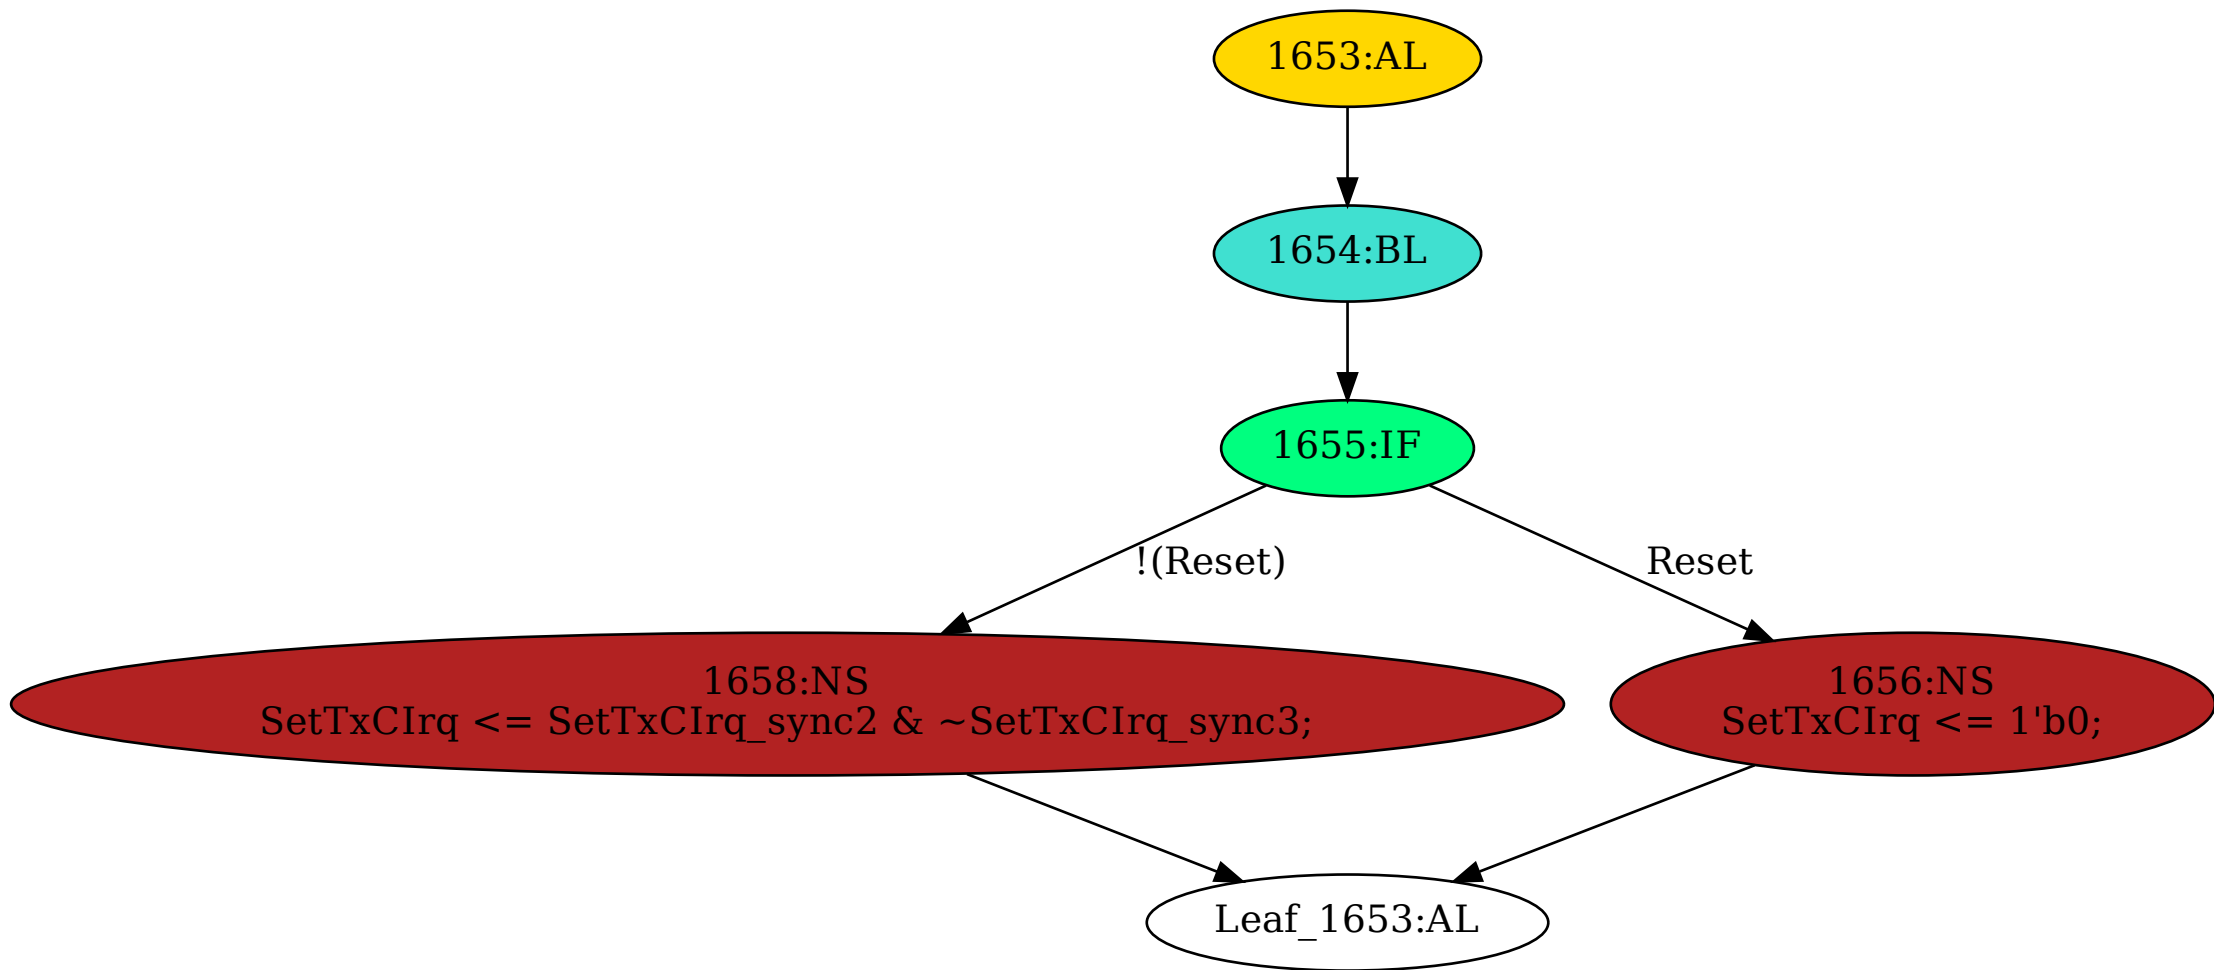 1653:AL
1654:BL
1655:IF
!(Reset)
Reset
1658:NS
SetTxCIrq <= SetTxCIrq_sync2 & ~SetTxCIrq_sync3;
1656:NS
SetTxCIrq <= 1'b0;
Leaf_1653:AL